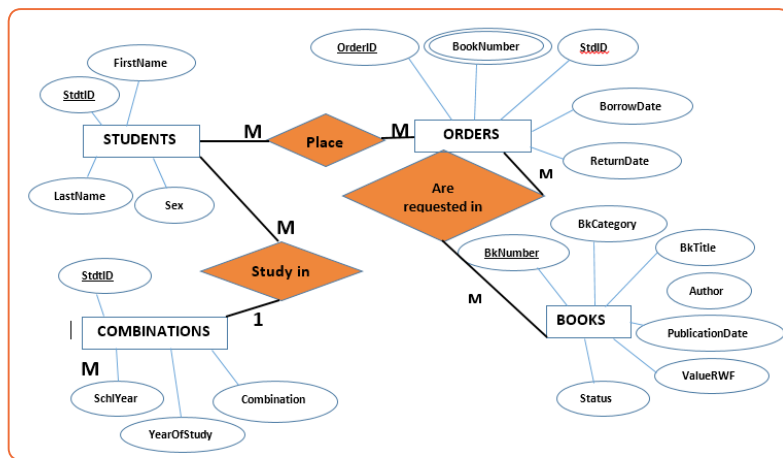 OrderID
BookNumber
StdID
FirstName
StdtID
BorrowDate
STUDENTS
M
Place
M
ORDERS
ReturnDate
M
LastName
Sex
Are
requested in
BkCategory
M
BkNumber
BkTitle
StdtID
Study in
Author
M
COMBINATIONS
1
BOOKS
PublicationDate
M
SchlYear
Combination
ValueRWF
Status
YearOfStudy